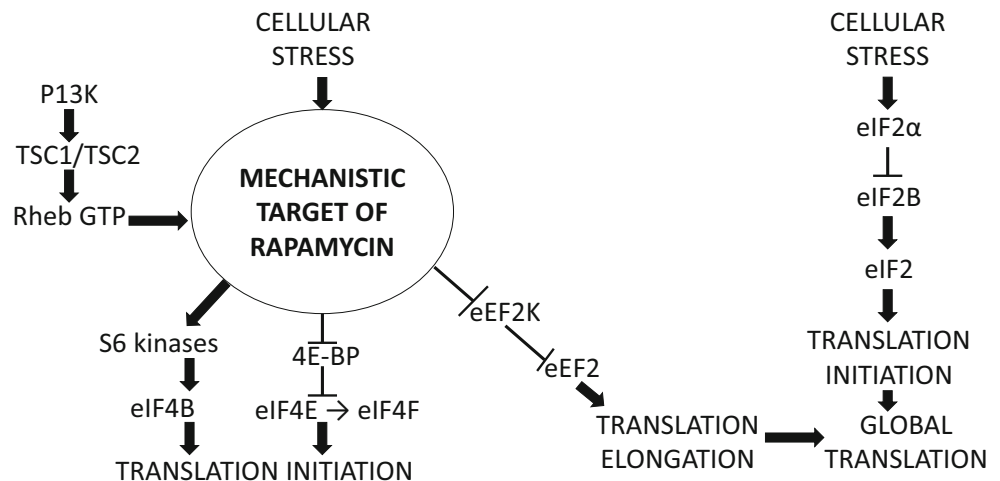 CELLULAR
STRESS
P13K
TSC1/TSC2
Rheb GTP
MECHANISTIC
TARGET OF
RAPAMYCIN
S6 kinases
eIF4B
4E-BP
eIF4E → eIF4F
TRANSLATION INITIATION
eEF2K
eEF2
TRANSLATION
ELONGATION
CELLULAR
STRESS
eIF2α
eIF2B
eIF2
TRANSLATION
INITIATION
GLOBAL
TRANSLATION